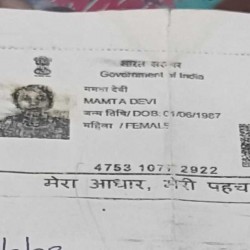 भारत सरकार
Government of India
ममता देवी
MAMTA DEVI
जन्म तिथि/ DOB: 01/06/1987
महिला / FEMALE
4753 1077 2922
मेरा आधार, मेरी पहच